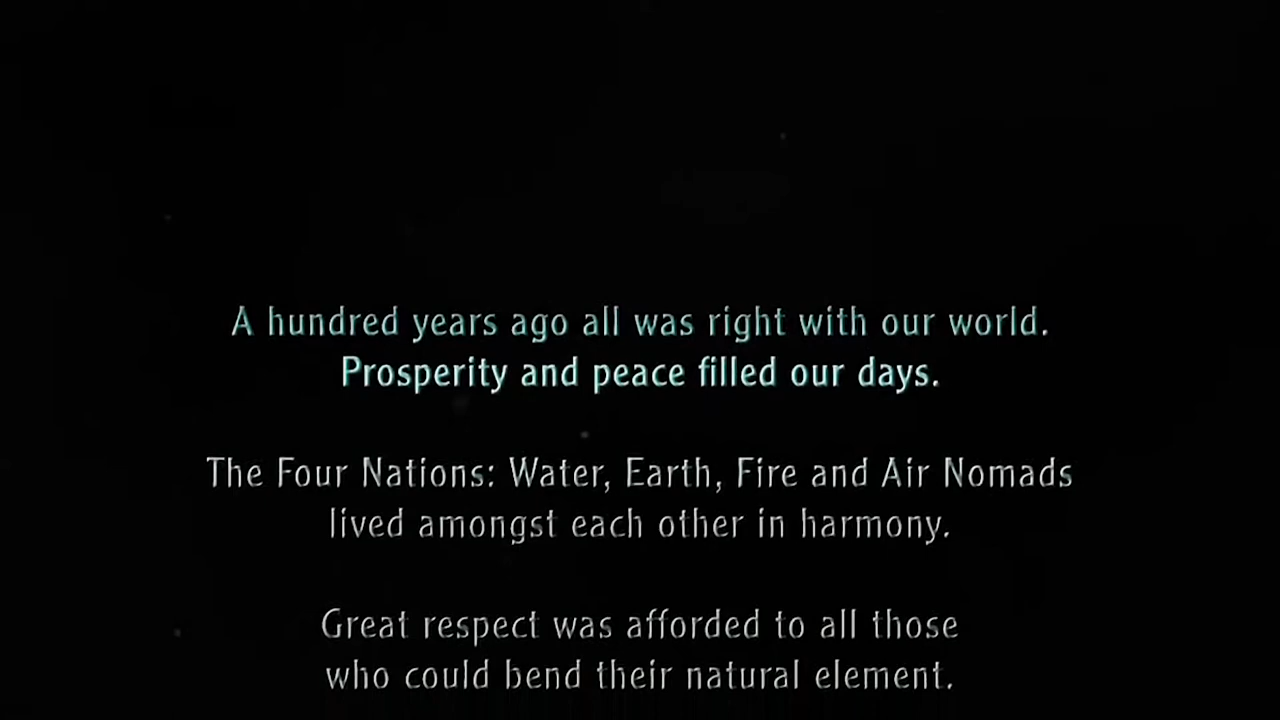 A hundred years ago all was right with our world.
Prosperity and peace filled our days.
The Four Nations: Water, Earth, Fire and Air Nomads
lived amongst each other in harmony.
Great respect was afforded to all those
who could bend their natural element.